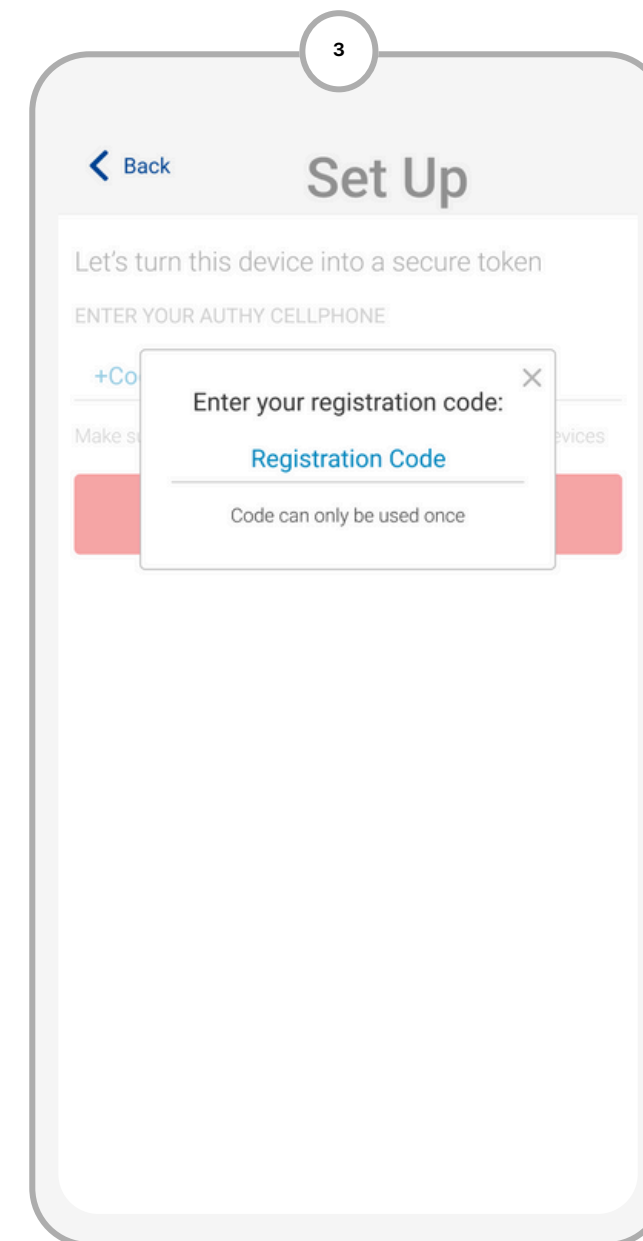 3
Back
Set Up
Let's turn this device into a secure token
ENTER YOUR AUTHY CELLPHONE
Enter your registration code:
Registration Code
Make
Code can only be used once